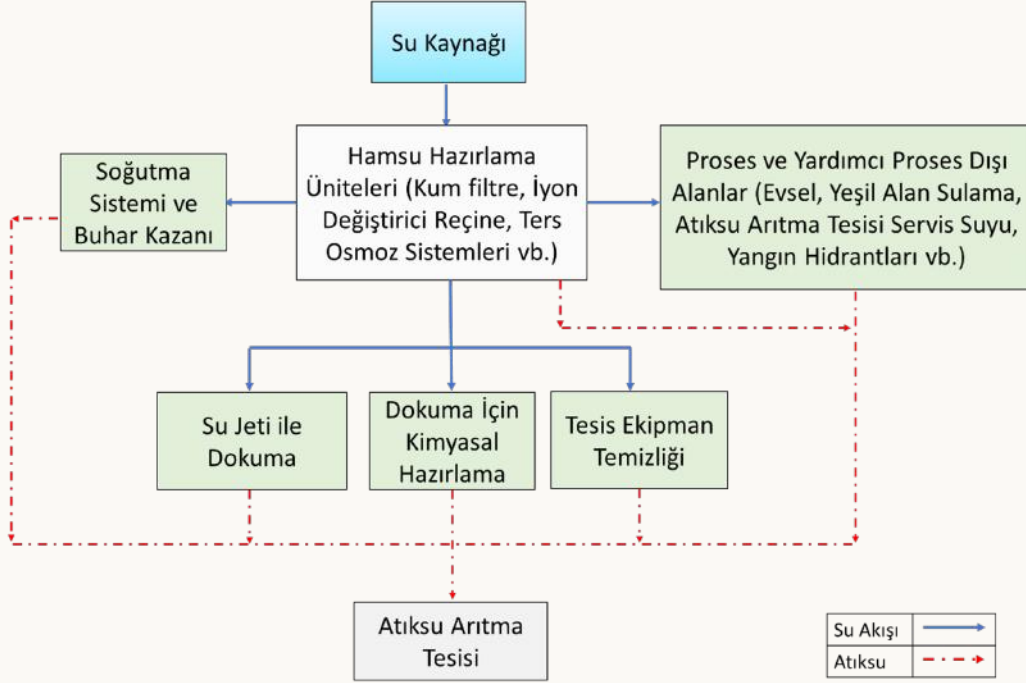 Su Kaynağı
Hamsu Hazırlama
Üniteleri (Kum filtre, İyon
Değiştirici Reçine, Ters
Osmoz Sistemleri vb.)
Soğutma
Sistemi ve
Buhar Kazanı
Proses ve Yardımcı Proses Dışı
Alanlar (Evsel, Yeşil Alan Sulama,
Atıksu Arıtma Tesisi Servis Suyu,
Yangın Hidrantları vb.)
Su Jeti ile
Dokuma
Dokuma İçin
Kimyasal
Hazırlama
Tesis Ekipman
Temizliği
Atıksu Arıtma
Tesisi
Su Akışı
Atıksu